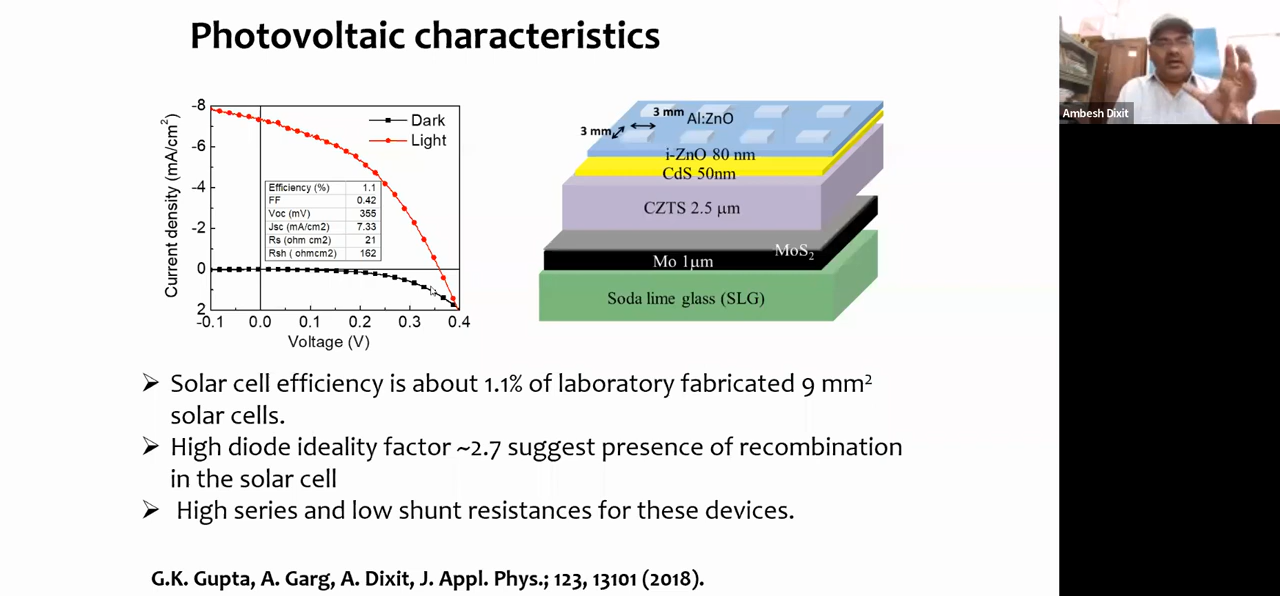 Photovoltaic characteristics
Current density (mA/cm²)
-8
-6
-4
-2
0
2
-0.1
0.0
0.1
0.2
0.3
0.4
Voltage (V)
Dark
Light
Efficiency (%) 1.1
FF 0.42
Voc (mV) 355
Jsc (mA/cm2) 7.33
Rs (ohm cm2) 21
Rsh ( ohmcm2) 162
3 mm
3 mm
Al:ZnO
i-ZnO 80 nm
CdS 50nm
CZTS 2.5 μm
MoS₂
Mo 1μm
Soda lime glass (SLG)
Ambesh Dixit
➢ Solar cell efficiency is about 1.1% of laboratory fabricated 9 mm²
solar cells.
➢ High diode ideality factor ~2.7 suggest presence of recombination
in the solar cell
➢ High series and low shunt resistances for these devices.
G.K. Gupta, A. Garg, A. Dixit, J. Appl. Phys.; 123, 13101 (2018).